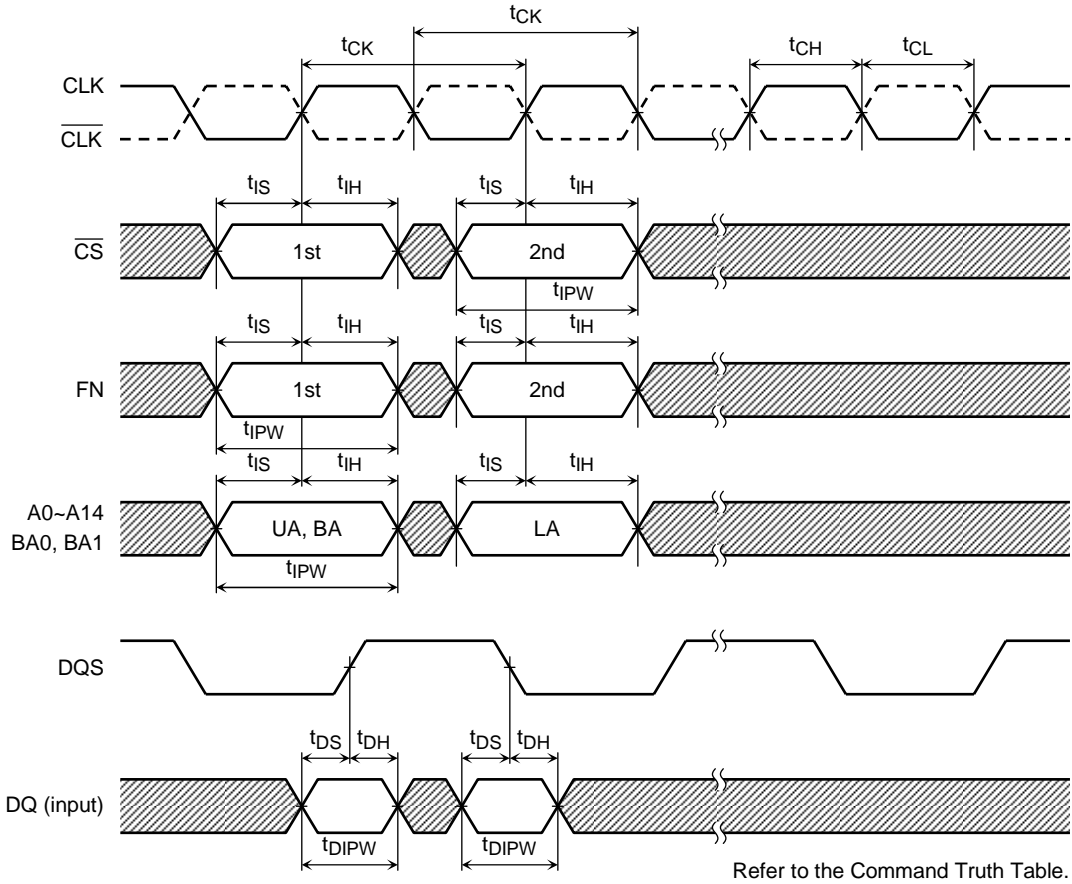 tCK
tCK tCH tCL
CLK
C̅L̅K̅
tIS tIH tIS tIH
C̅S̅ 1st 2nd
tIPW
tIS tIH tIS tIH
FN 1st 2nd
tIPW
tIS tIH tIS tIH
A0~A14
BA0, BA1
UA, BA LA
tIPW
DQS
tDS tDH tDS tDH
DQ (input)
tDIPW tDIPW
Refer to the Command Truth Table.